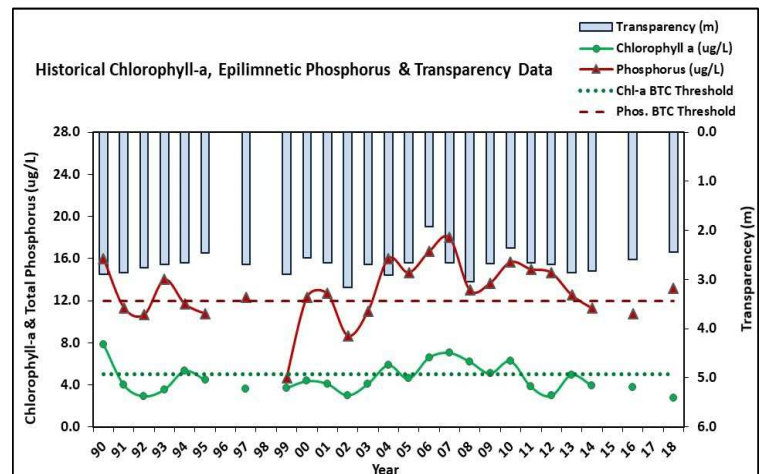 Transparency (m)
Chlorophyll a (ug/L)
Phosphorus (ug/L)
Chl-a BTC Threshold
Phos. BTC Threshold
Historical Chlorophyll-a, Epilimnetic Phosphorus & Transparency Data
Chlorophyll-a & Total Phosphorus (ug/L)
28.0
24.0
20.0
16.0
12.0
8.0
4.0
0.0
0.0
1.0
2.0
3.0
4.0
5.0
6.0
Transparencey (m)
90 91 92 93 94 95 96 97 98 99 00 01 02 03 04 05 06 07 08 09 10 11 12 13 14 15 16 17 18
Year